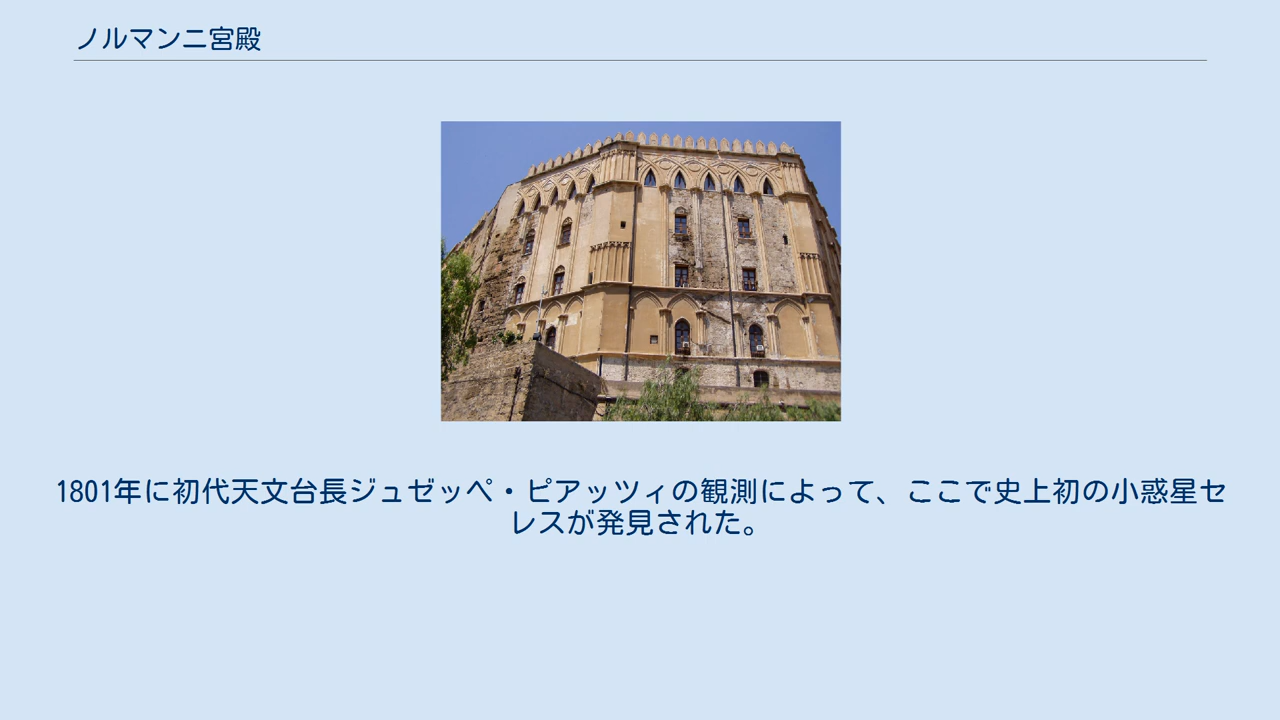 ノルマンニ宮殿
1801年に初代天文台長ジュゼッペ・ピアッツィの観測によって、ここで史上初の小惑星セ
レスが発見された。